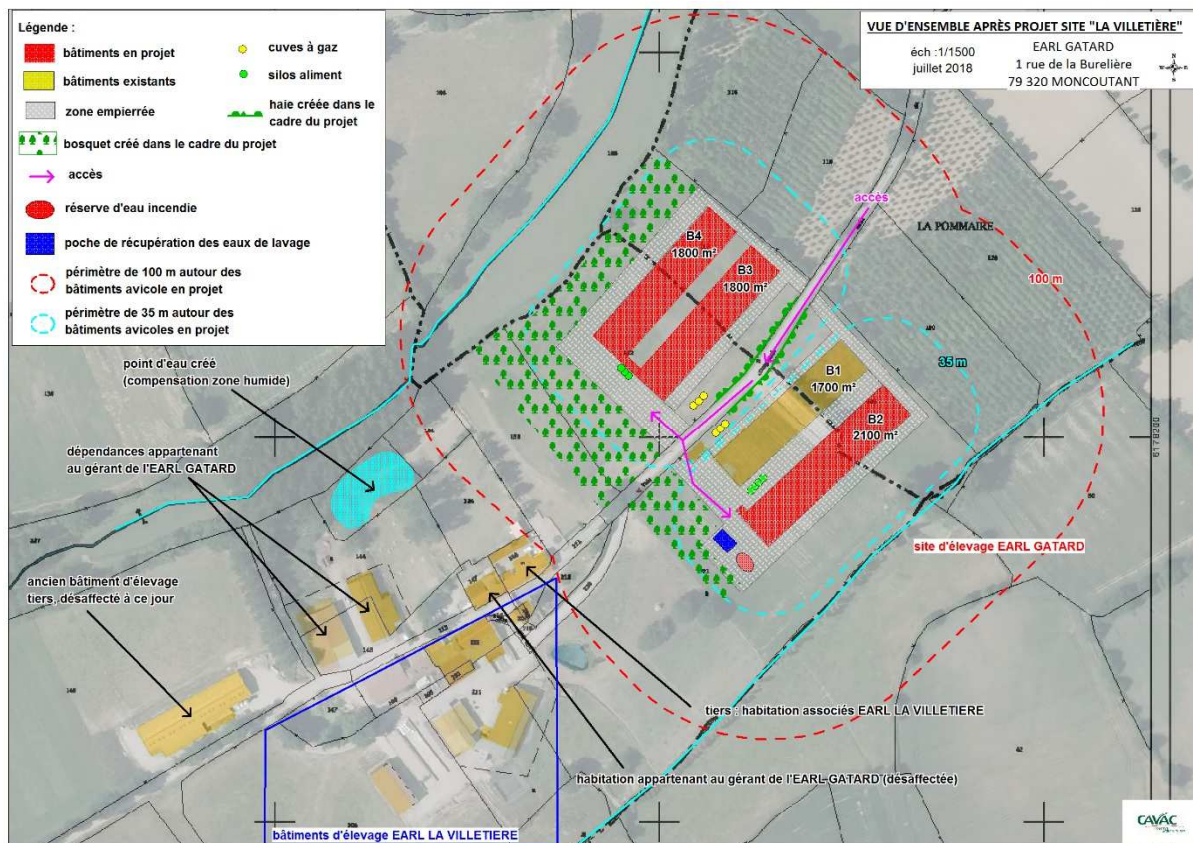 Légende :
bâtiments en projet
bâtiments existants
zone empierrée
bosquet créé dans le cadre du projet
accès
réserve d'eau incendie
poche de récupération des eaux de lavage
périmètre de 100 m autour des
bâtiments avicole en projet
périmètre de 35 m autour des
bâtiments avicoles en projet
cuves à gaz
silos aliment
haie créée dans le
cadre du projet
VUE D'ENSEMBLE APRÈS PROJET SITE "LA VILLETIÈRE"
éch :1/1500
juillet 2018
EARL GATARD
1 rue de la Burelière
79 320 MONCOUTANT
accès
LA POMMAIRE
B4
1800 m²
B3
1800 m²
B1
1700 m²
B2
2100 m²
100 m
35 m
6178200
point d'eau créé
(compensation zone humide)
dépendances appartenant
au gérant de l'EARL GATARD
ancien bâtiment d'élevage
tiers, désaffecté à ce jour
site d'élevage EARL GATARD
tiers : habitation associés EARL LA VILLETIERE
habitation appartenant au gérant de l'EARL GATARD (désaffectée)
bâtiments d'élevage EARL LA VILLETIERE
CAVAC